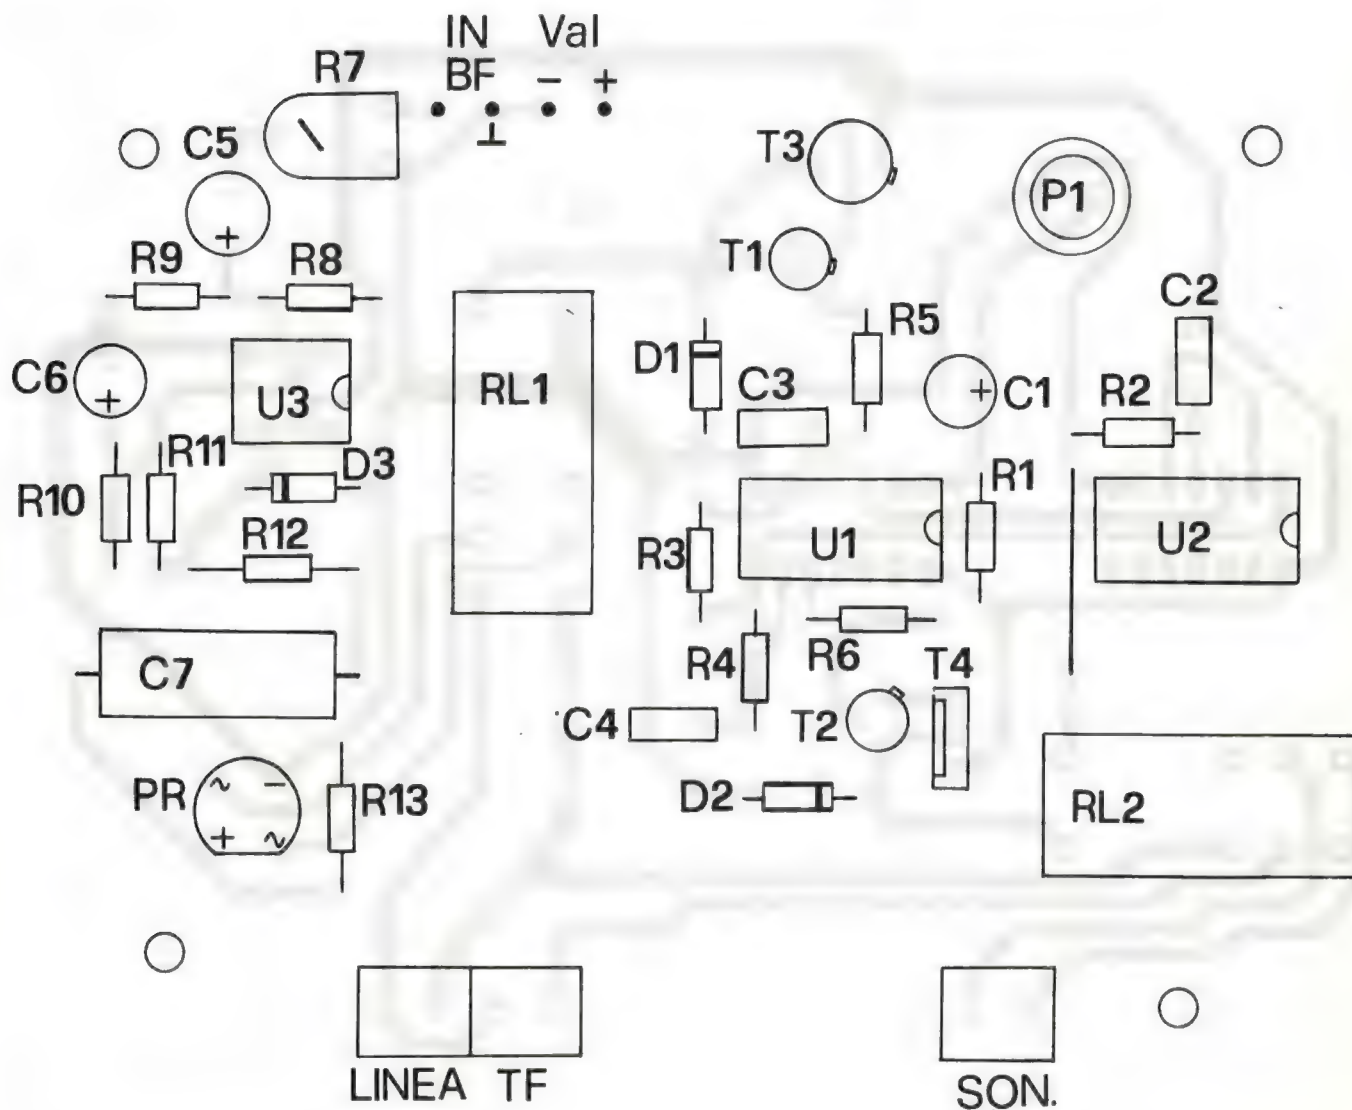 IN Val
R7 BF − +
C5
T3
P1
T1
R9 R8
C2
R5
D1
C6
U3
RL1
C3
C1
R2
R11
D3
R10
R1
R12
R3
U1
U2
R4
R6
T4
C7
C4
T2
PR
R13
D2
RL2
LINEA TF
SON.